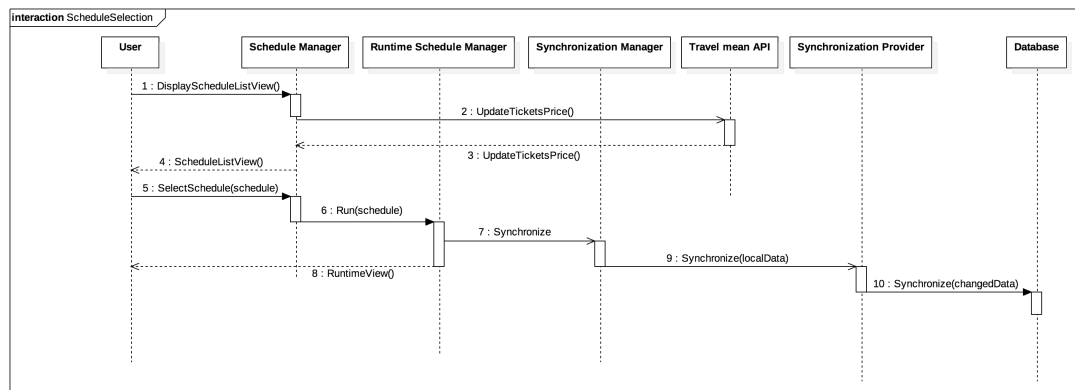 interaction ScheduleSelection
User
Schedule Manager
Runtime Schedule Manager
Synchronization Manager
Travel mean API
Synchronization Provider
Database
1 : DisplayScheduleListView()
2 : UpdateTicketsPrice()
3 : UpdateTicketsPrice()
4 : ScheduleListView()
5 : SelectSchedule(schedule)
6 : Run(schedule)
7 : Synchronize
8 : RuntimeView()
9 : Synchronize(localData)
10 : Synchronize(changedData)